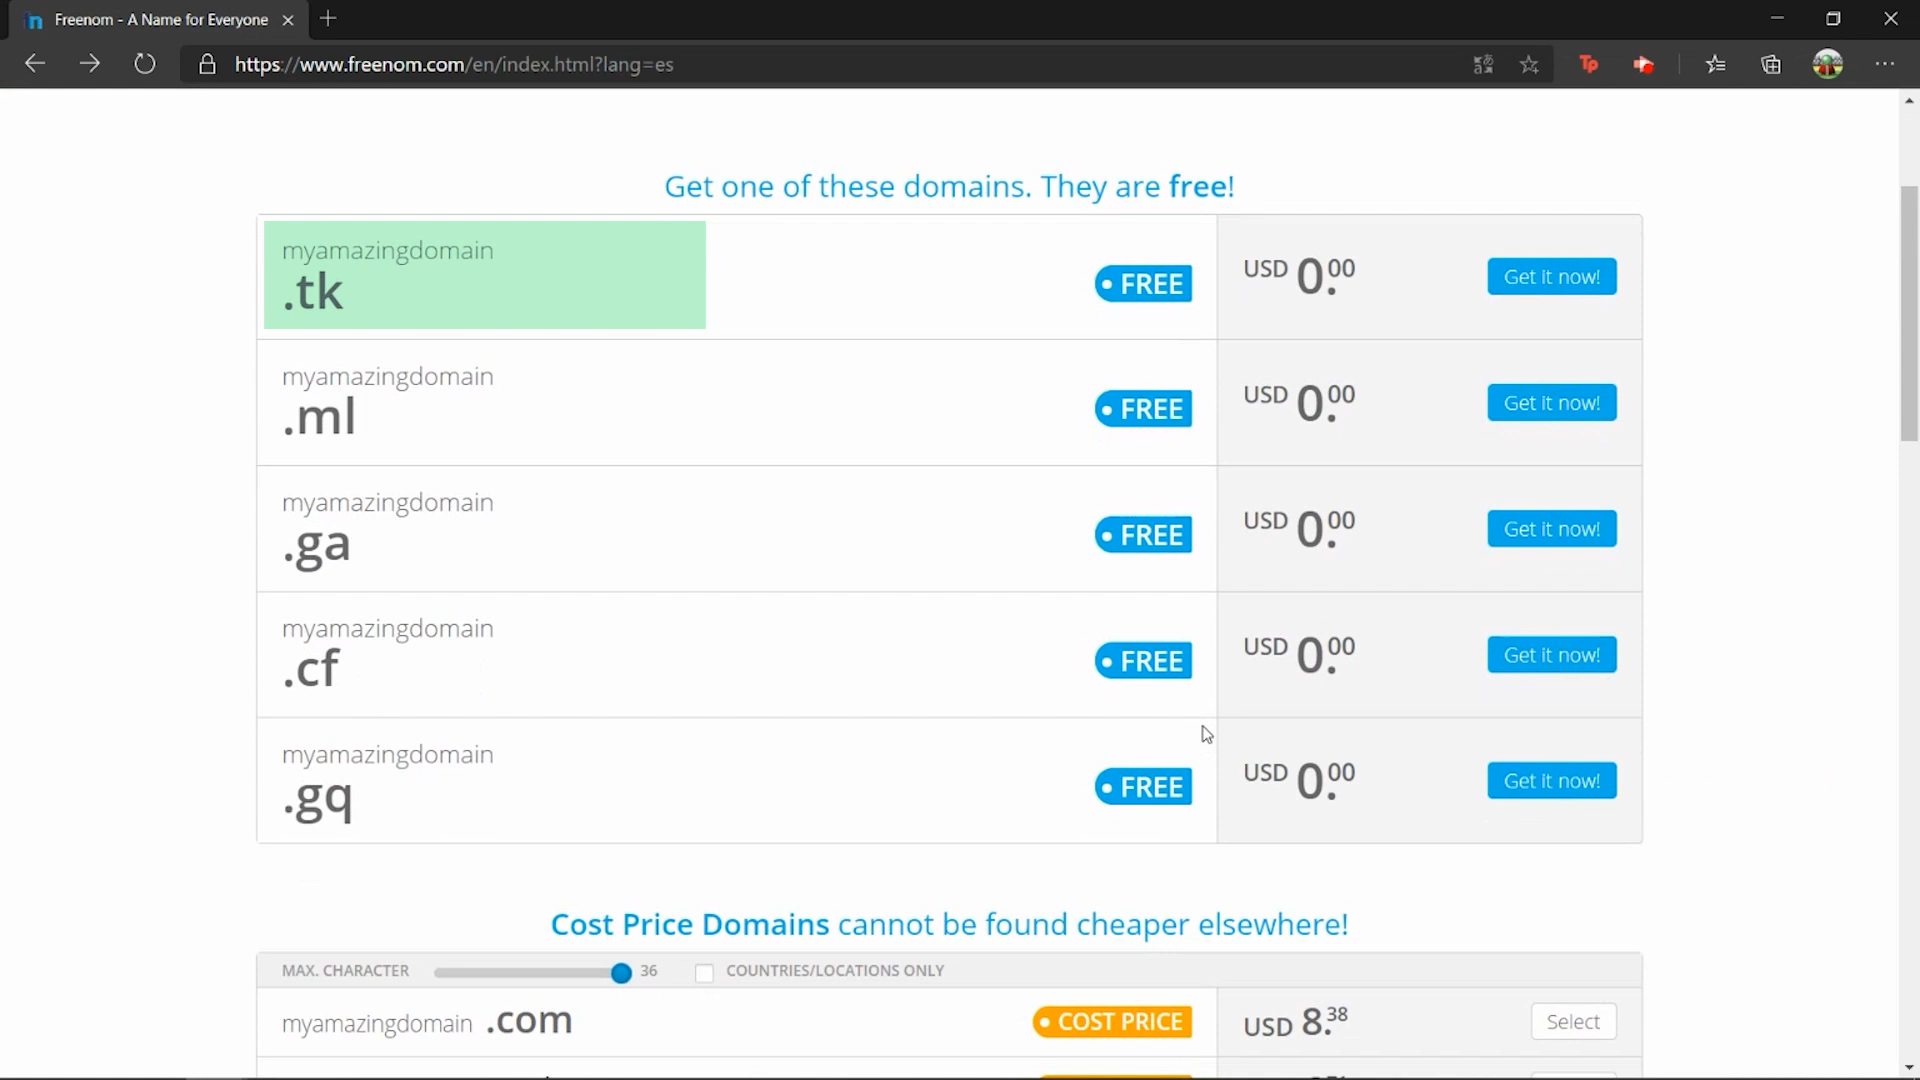 Freenom - A Name for Everyone
https://www.freenom.com/en/index.html?lang=es
Tp
Get one of these domains. They are free!
myamazingdomain
.tk
FREE
USD 0.00
Get it now!
myamazingdomain
.ml
FREE
USD 0.00
Get it now!
myamazingdomain
.ga
FREE
USD 0.00
Get it now!
myamazingdomain
.cf
FREE
USD 0.00
Get it now!
myamazingdomain
.gq
FREE
USD 0.00
Get it now!
Cost Price Domains cannot be found cheaper elsewhere!
MAX. CHARACTER 36 COUNTRIES/LOCATIONS ONLY
myamazingdomain .com COST PRICE USD 8.38 Select